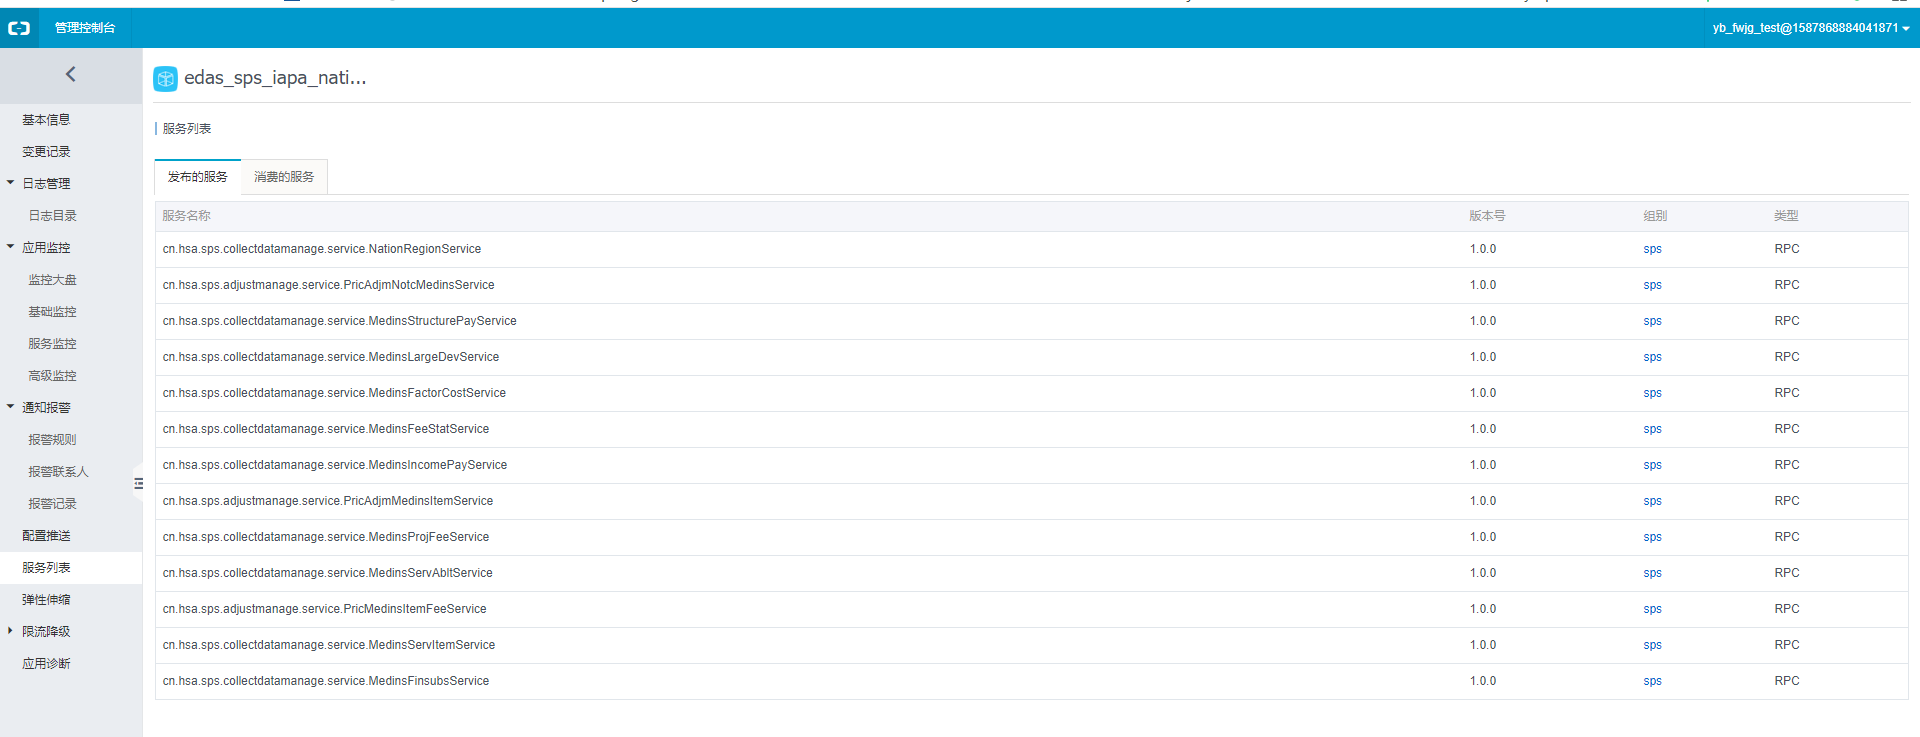 管理控制台
yb_fwjg_test@1587868884041871
edas_sps_iapa_nati...
基本信息
变更记录
日志管理
日志目录
应用监控
监控大盘
基础监控
服务监控
高级监控
通知报警
报警规则
报警联系人
报警记录
配置推送
服务列表
弹性伸缩
限流降级
应用诊断
服务列表
发布的服务 消费的服务
服务名称 版本号 组别 类型
cn.hsa.sps.collectdatamanage.service.NationRegionService 1.0.0 sps RPC
cn.hsa.sps.adjustmanage.service.PricAdjmNotcMedinsService 1.0.0 sps RPC
cn.hsa.sps.collectdatamanage.service.MedinsStructurePayService 1.0.0 sps RPC
cn.hsa.sps.collectdatamanage.service.MedinsLargeDevService 1.0.0 sps RPC
cn.hsa.sps.collectdatamanage.service.MedinsFactorCostService 1.0.0 sps RPC
cn.hsa.sps.collectdatamanage.service.MedinsFeeStatService 1.0.0 sps RPC
cn.hsa.sps.collectdatamanage.service.MedinsIncomePayService 1.0.0 sps RPC
cn.hsa.sps.adjustmanage.service.PricAdjmMedinsItemService 1.0.0 sps RPC
cn.hsa.sps.collectdatamanage.service.MedinsProjFeeService 1.0.0 sps RPC
cn.hsa.sps.collectdatamanage.service.MedinsServAbltService 1.0.0 sps RPC
cn.hsa.sps.adjustmanage.service.PricMedinsItemFeeService 1.0.0 sps RPC
cn.hsa.sps.collectdatamanage.service.MedinsServItemService 1.0.0 sps RPC
cn.hsa.sps.collectdatamanage.service.MedinsFinsubsService 1.0.0 sps RPC